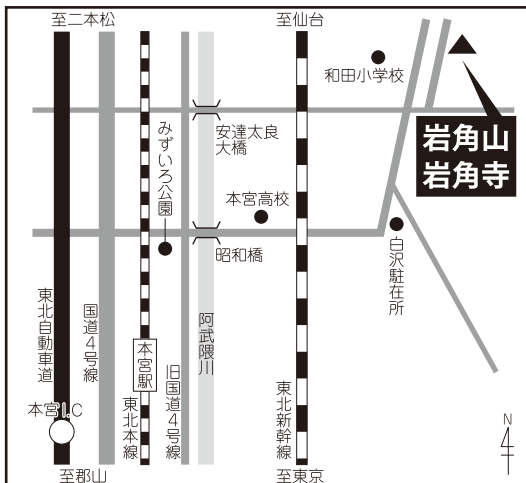 至二本松
至仙台
和田小学校
岩角山
岩角寺
安達太良
大橋
みずいろ公園
本宮高校
昭和橋
白沢駐在所
東北自動車道
国道4号線
本宮駅
東北本線
旧国道4号線
阿武隈川
東北新幹線
本宮I.C
至郡山
至東京
N